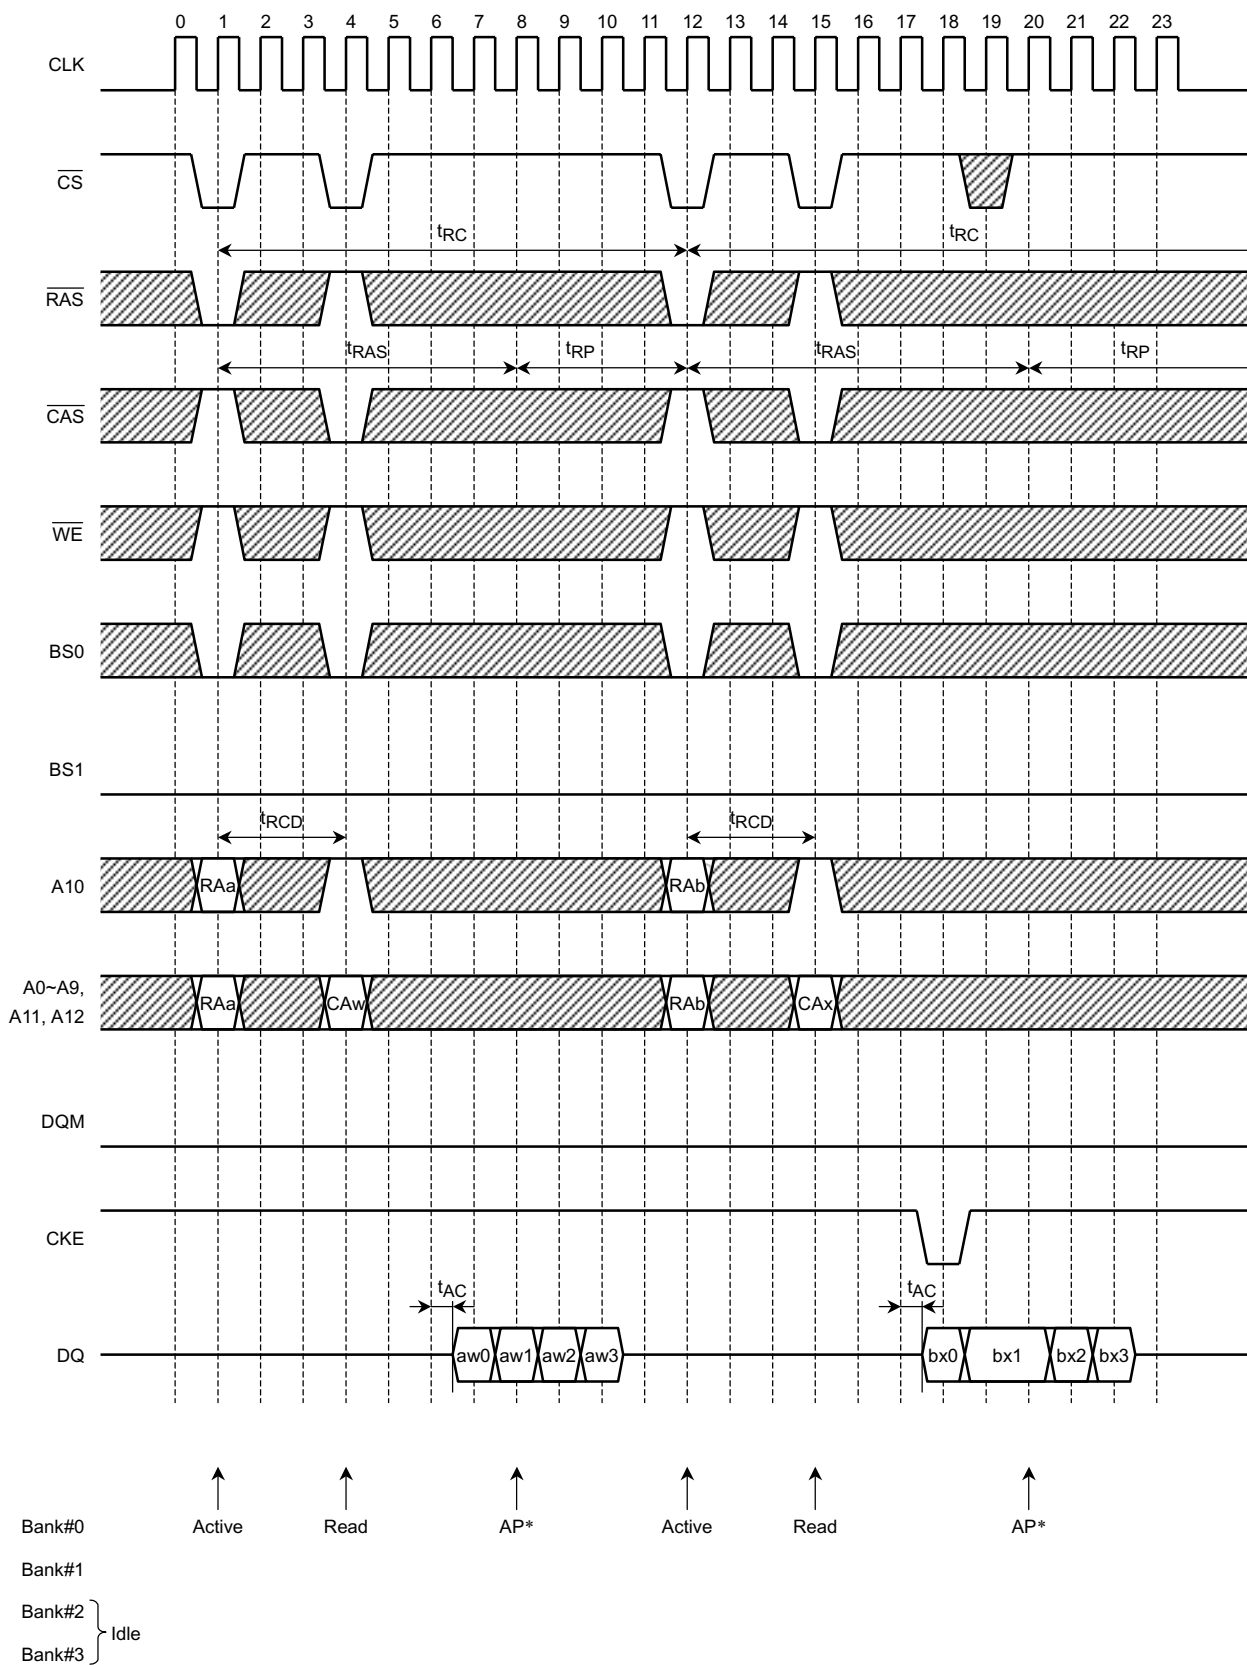 0 1 2 3 4 5 6 7 8 9 10 11 12 13 14 15 16 17 18 19 20 21 22 23
CLK
CS
tRC tRC
RAS
tRAS tRP tRAS tRP
CAS
WE
BS0
BS1
tRCD tRCD
A10 RAa RAb
A0~A9,
A11, A12
RAa CAw RAb CAx
DQM
CKE
tAC tAC
DQ aw0 aw1 aw2 aw3 bx0 bx1 bx2 bx3
Bank#0 Active Read AP* Active Read AP*
Bank#1
Bank#2
Idle
Bank#3